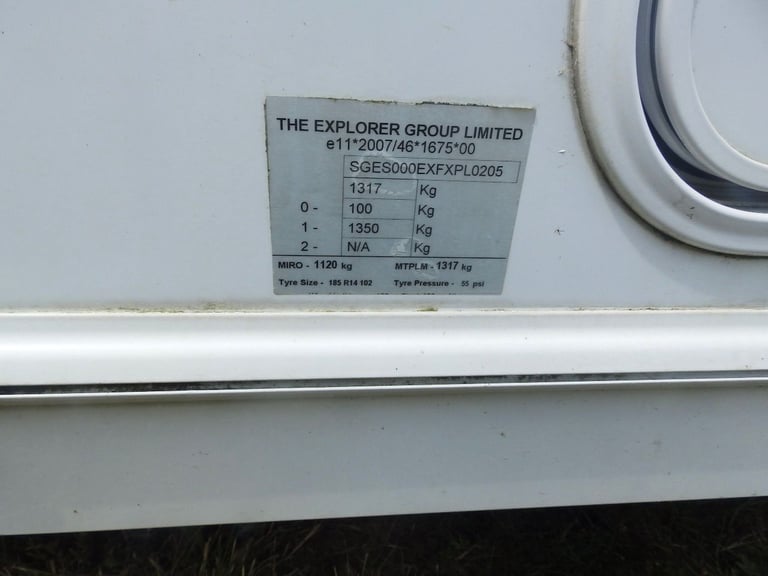 THE EXPLORER GROUP LIMITED
e11*2007/46*1675*00
SGES000EXFXPL0205
1317 Kg
0 - 100 Kg
1 - 1350 Kg
2 - N/A Kg
MIRO - 1120 kg MTPLM - 1317 kg
Tyre Size - 185 R14 102 Tyre Pressure - 55 psi